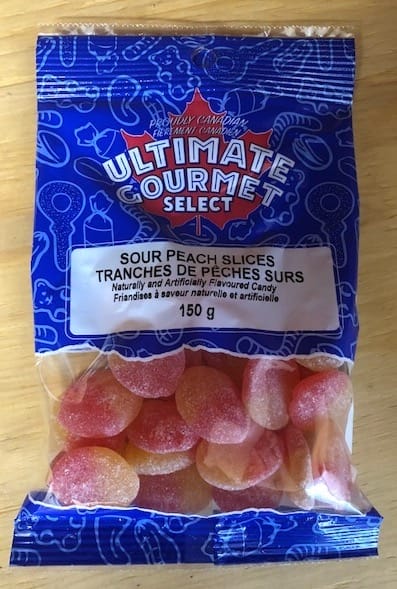 PROUDLY CANADIAN
FIÈREMENT CANADIEN
ULTIMATE
GOURMET
SELECT
SOUR PEACH SLICES
TRANCHES DE PÊCHES SURS
Naturally and Artificially Flavoured Candy
Friandises à saveur naturelle et artificielle
150 g